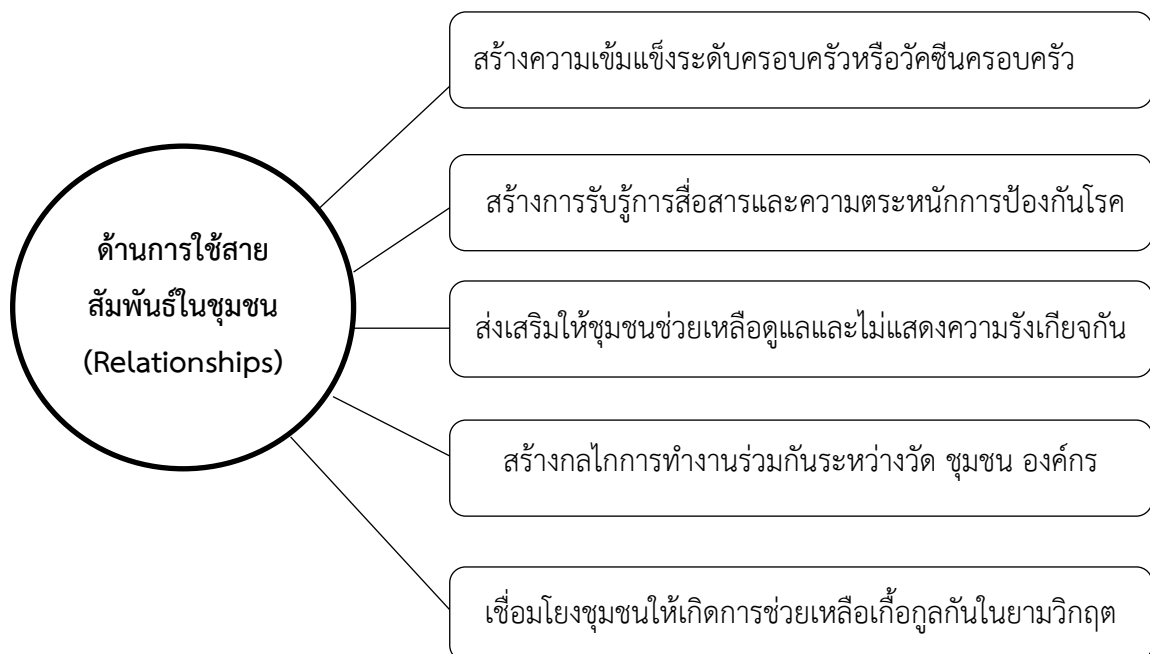 สร้างความเข้มแข็งระดับครอบครัวหรือวัคซีนครอบครัว
สร้างการรับรู้การสื่อสารและความตระหนักการป้องกันโรค
ด้านการใช้สาย
สัมพันธ์ในชุมชน
(Relationships)
ส่งเสริมให้ชุมชนช่วยเหลือดูแลและไม่แสดงความรังเกียจกัน
สร้างกลไกการทำงานร่วมกันระหว่างวัด ชุมชน องค์กร
เชื่อมโยงชุมชนให้เกิดการช่วยเหลือเกื้อกูลกันในยามวิกฤต